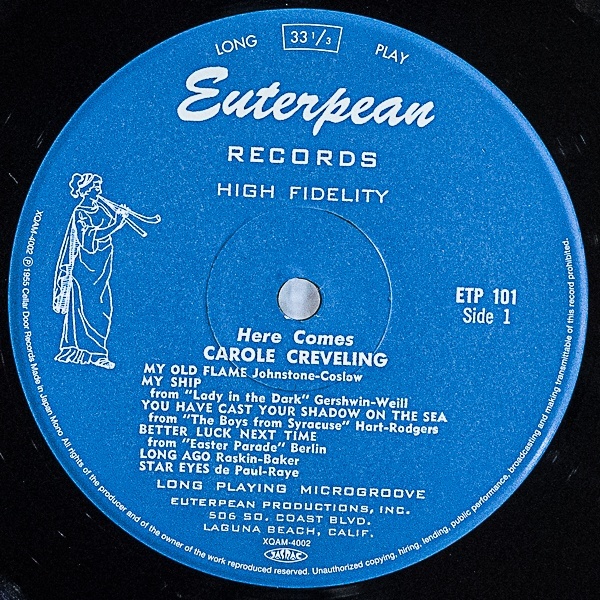 LONG 33 1/3 PLAY
Euterpean
RECORDS
HIGH FIDELITY
ETP 101
Side 1
Here Comes
CAROLE CREVELING
MY OLD FLAME Johnstone-Coslow
MY SHIP
from "Lady in the Dark" Gershwin-Weill
YOU HAVE CAST YOUR SHADOW ON THE SEA
from "The Boys from Syracuse" Hart-Rodgers
BETTER LUCK NEXT TIME
from "Easter Parade" Berlin
LONG AGO Raskin-Baker
STAR EYES de Paul-Raye
LONG PLAYING MICROGROOVE
EUTERPEAN PRODUCTIONS, INC.
506 SO. COAST BLVD.
LAGUNA BEACH, CALIF.
XQAM-4002
JASRAC
XQAM-4002 ℗ 1955 Cellar Door Records Made in Japan Mono All rights of the producer and of the owner of the work reproduced reserved. Unauthorized copying, hiring, lending, public performance, broadcasting and making transmittable of this record prohibited.